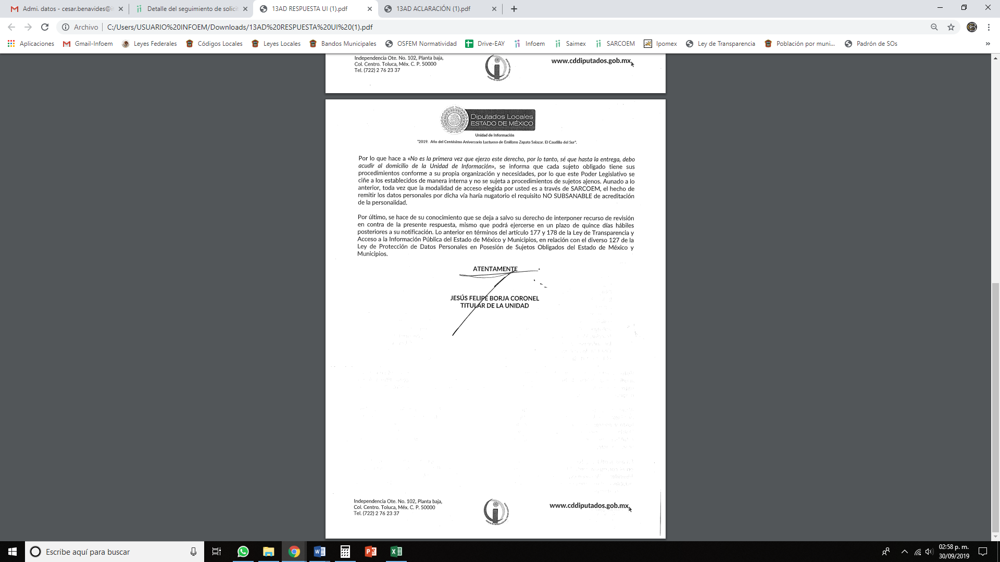 Admi. datos - cesar.benavides@i
Detalle del seguimiento de solicit
13AD RESPUESTA UI (1).pdf
13AD ACLARACIÓN (1).pdf
Archivo
C:/Users/USUARIO%20INFOEM/Downloads/13AD%20RESPUESTA%20UI%20(1).pdf
Aplicaciones
Gmail-Infoem
Leyes Federales
Códigos Locales
Leyes Locales
Bandos Municipales
OSFEM Normatividad
Drive-EAY
Infoem
Saimex
SARCOEM
Ipomex
Ley de Transparencia
Población por muni...
Padrón de SOs
»
Independencia Ote. No. 102, Planta baja,
Col. Centro. Toluca, Méx. C. P. 50000
Tel. (722) 2 76 23 37
www.cddiputados.gob.mx
Diputados Locales
ESTADO DE MÉXICO
Unidad de Información
"2019. Año del Centésimo Aniversario Luctuoso de Emiliano Zapata Salazar. El Caudillo del Sur".
Por lo que hace a «No es la primera vez que ejerzo este derecho, por lo tanto, sé que hasta la entrega, debo
acudir al domicilio de la Unidad de Información», se informa que cada sujeto obligado tiene sus
procedimientos conforme a su propia organización y necesidades, por lo que este Poder Legislativo se
ciñe a los establecidos de manera interna y no se sujeta a procedimientos de sujetos ajenos. Aunado a lo
anterior, toda vez que la modalidad de acceso elegida por usted es a través de SARCOEM, el hecho de
remitir los datos personales por dicha vía haría nugatorio el requisito NO SUBSANABLE de acreditación
de la personalidad.
Por último, se hace de su conocimiento que se deja a salvo su derecho de interponer recurso de revisión
en contra de la presente respuesta, mismo que podrá ejercerse en un plazo de quince días hábiles
posteriores a su notificación. Lo anterior en términos del artículo 177 y 178 de la Ley de Transparencia y
Acceso a la Información Pública del Estado de México y Municipios, en relación con el diverso 127 de la
Ley de Protección de Datos Personales en Posesión de Sujetos Obligados del Estado de México y
Municipios.
ATENTAMENTE
JESÚS FELIPE BORJA CORONEL
TITULAR DE LA UNIDAD
Independencia Ote. No. 102, Planta baja,
Col. Centro. Toluca, Méx. C. P. 50000
Tel. (722) 2 76 23 37
www.cddiputados.gob.mx
Escribe aquí para buscar
02:58 p. m.
30/09/2019